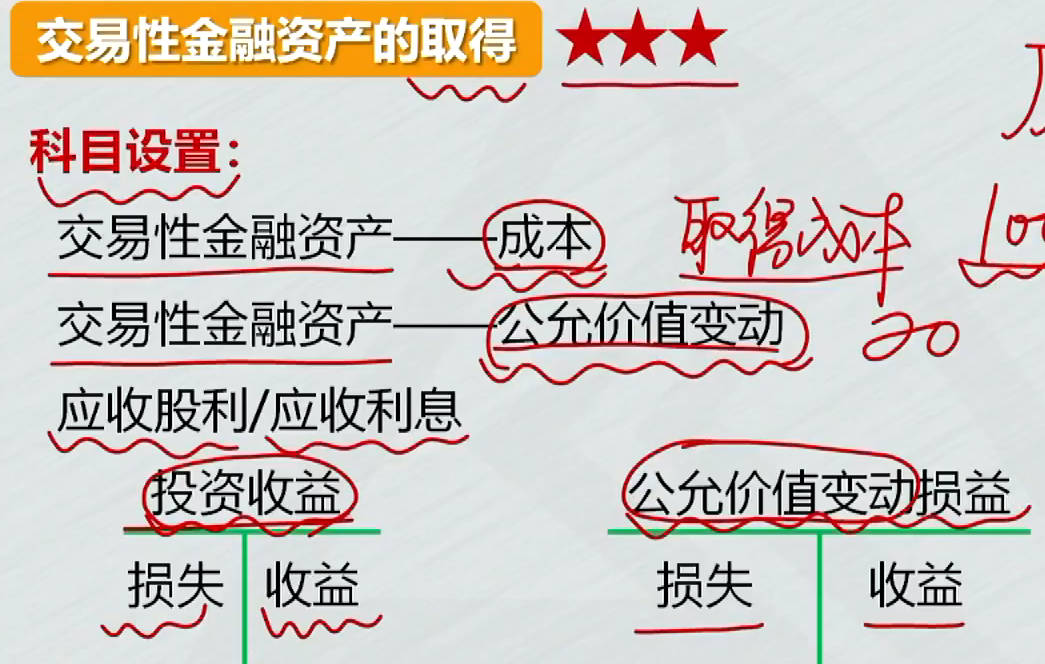 交易性金融资产的取得 ★★★
科目设置：
交易性金融资产——成本 取得成本
交易性金融资产——公允价值变动 20
应收股利/应收利息
投资收益 公允价值变动损益
损失 收益 损失 收益